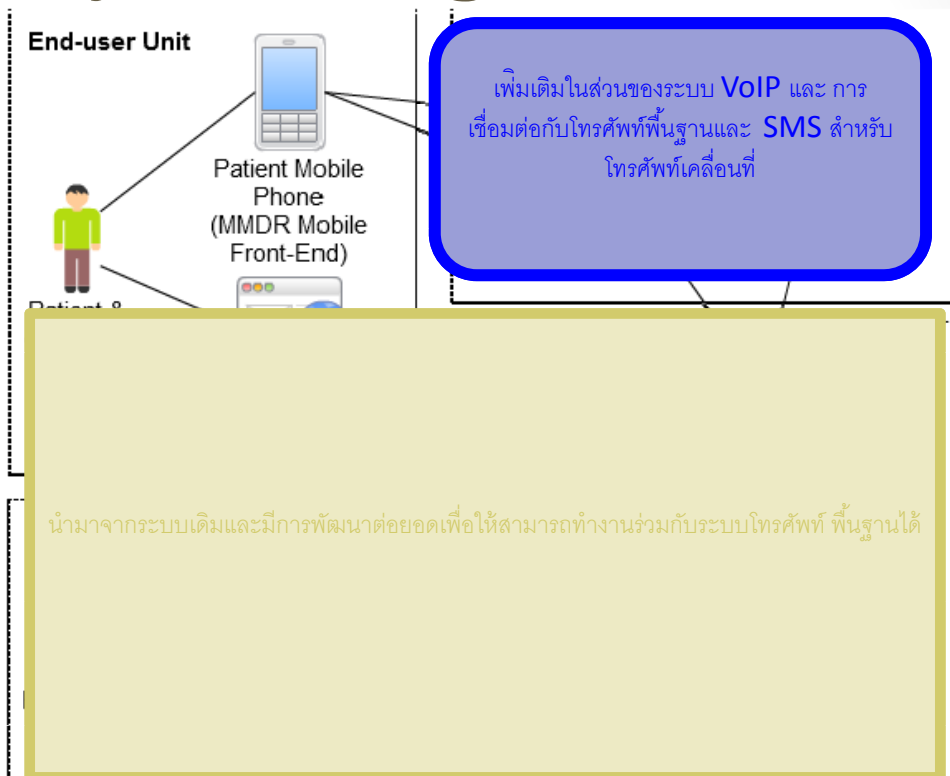 End-user Unit
เพิ่มเติมในส่วนของระบบ VoIP และ การ
เชื่อมต่อกับโทรศัพท์พื้นฐานและ SMS สำหรับ
โทรศัพท์เคลื่อนที่
Patient Mobile
Phone
(MMDR Mobile
Front-End)
Patient &
นำมาจากระบบเดิมและมีการพัฒนาต่อยอดเพื่อให้สามารถทำงานร่วมกับระบบโทรศัพท์ พื้นฐานได้